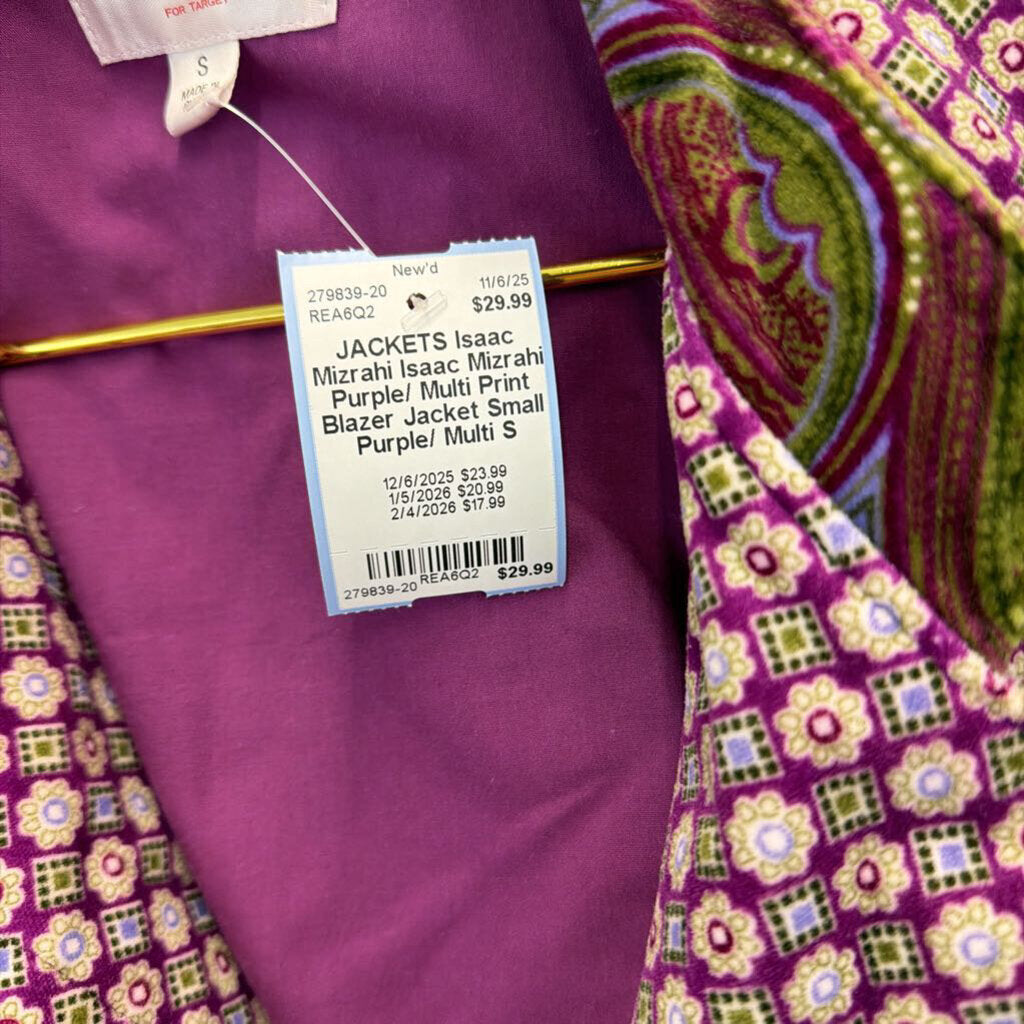 FOR TARGET
S
MADE IN
New'd
279839-20 11/6/25
REA6Q2 $29.99
JACKETS Isaac
Mizrahi Isaac Mizrahi
Purple/ Multi Print
Blazer Jacket Small
Purple/ Multi S
12/6/2025 $23.99
1/5/2026 $20.99
2/4/2026 $17.99
279839-20 REA6Q2 $29.99